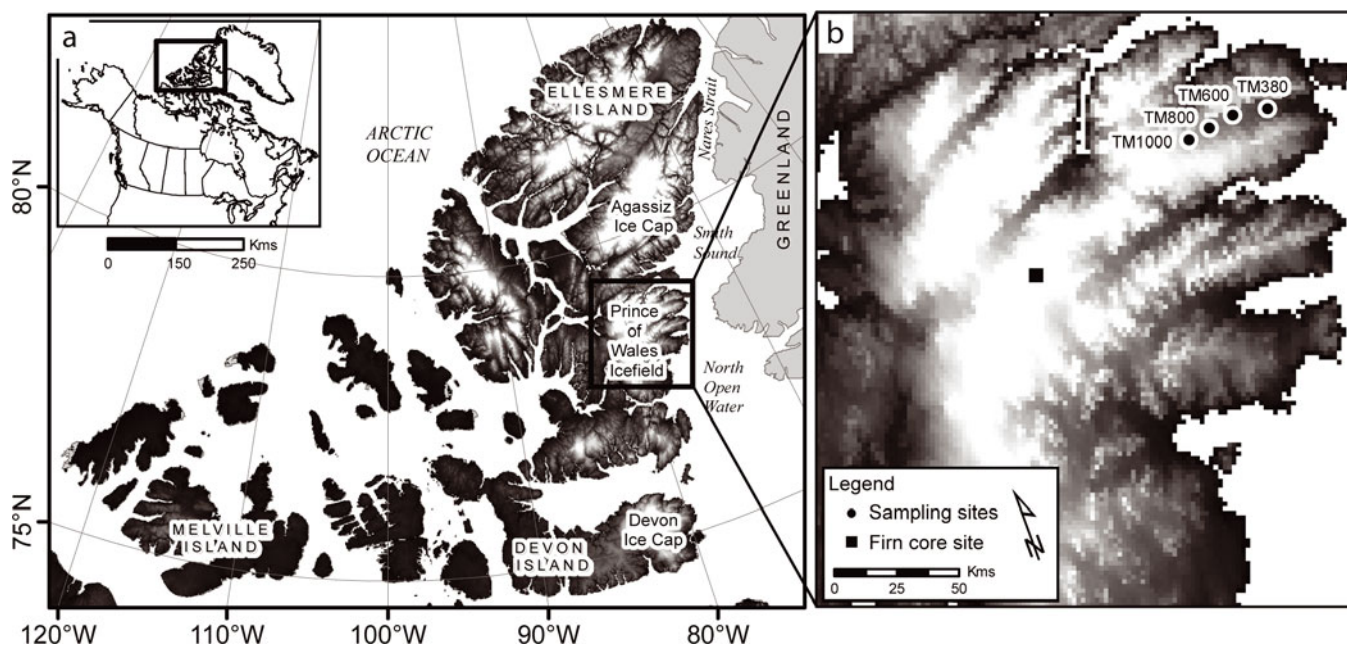 a
ARCTIC
OCEAN
ELLESMERE
ISLAND
Nares Strait
GREENLAND
Agassiz
Ice Cap
Smith
Sound
Prince
of
Wales
Icefield
North
Open
Water
MELVILLE
ISLAND
DEVON
ISLAND
Devon
Ice Cap
Kms
0 150 250
80°N
75°N
120°W 110°W 100°W 90°W 80°W
b
TM380
TM600
TM800
TM1000
Legend
Sampling sites
Firn core site
Kms
0 25 50
N